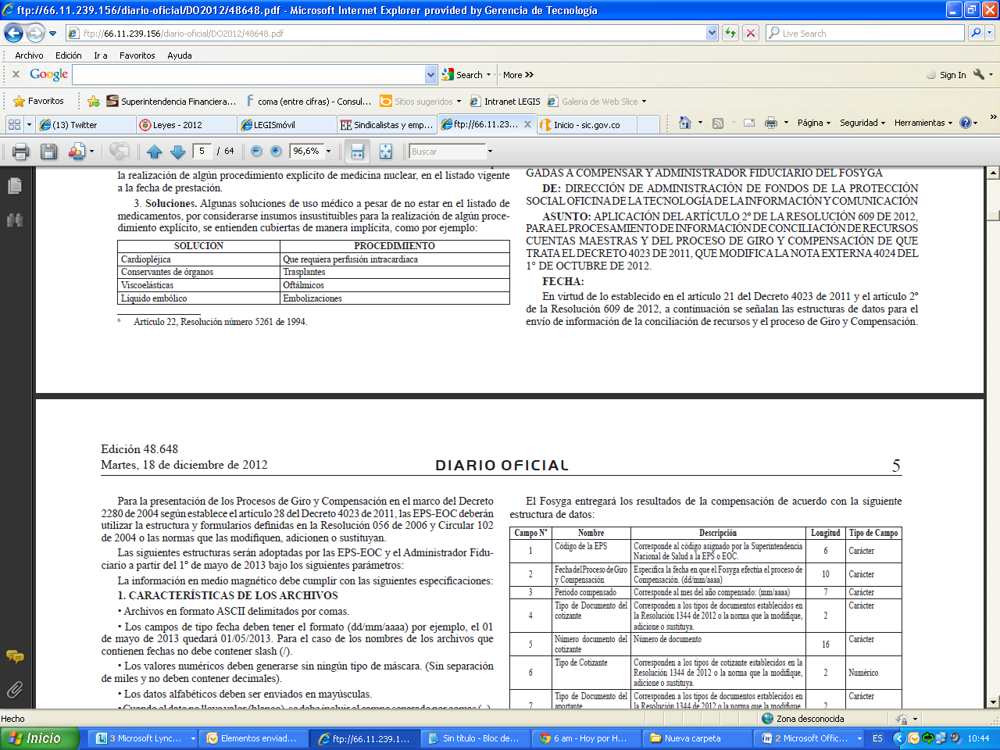 ftp://66.11.239.156/diario-oficial/DO2012/48648.pdf - Microsoft Internet Explorer provided by Gerencia de Tecnología
ftp://66.11.239.156/diario-oficial/DO2012/48648.pdf
Live Search
Archivo Edición Ir a Favoritos Ayuda
x Google Search More » Sign In
Favoritos Superintendencia Financiera... coma (entre cifras) - Consul... Sitios sugeridos Intranet LEGIS Galería de Web Slice
(13) Twitter Leyes - 2012 LEGISmóvil Sindicalistas y emp... ftp://66.11.23... Inicio - sic.gov.co Página Seguridad Herramientas
5 / 64 96,6% Buscar
la realización de algún procedimiento explícito de medicina nuclear, en el listado vigente
a la fecha de prestación.
3. Soluciones. Algunas soluciones de uso médico a pesar de no estar en el listado de
medicamentos, por considerarse insumos insustituibles para la realización de algún proce-
dimiento explícito, se entienden cubiertas de manera implícita, como por ejemplo:
SOLUCIÓN PROCEDIMIENTO
Cardiopléjica Que requiera perfusión intracardiaca
Conservantes de órganos Trasplantes
Viscoelásticas Oftálmicos
Líquido embólico Embolizaciones
6 Artículo 22, Resolución número 5261 de 1994.
GADAS A COMPENSAR Y ADMINISTRADOR FIDUCIARIO DEL FOSYGA
DE: DIRECCIÓN DE ADMINISTRACIÓN DE FONDOS DE LA PROTECCIÓN
SOCIAL OFICINA DE LA TECNOLOGÍA DE LA INFORMACIÓN Y COMUNICACIÓN
ASUNTO: APLICACIÓN DEL ARTÍCULO 2º DE LA RESOLUCIÓN 609 DE 2012,
PARA EL PROCESAMIENTO DE INFORMACIÓN DE CONCILIACIÓN DE RECURSOS
CUENTAS MAESTRAS Y DEL PROCESO DE GIRO Y COMPENSACIÓN DE QUE
TRATA EL DECRETO 4023 DE 2011, QUE MODIFICA LA NOTA EXTERNA 4024 DEL
1° DE OCTUBRE DE 2012.
FECHA:
En virtud de lo establecido en el artículo 21 del Decreto 4023 de 2011 y el artículo 2º
de la Resolución 609 de 2012, a continuación se señalan las estructuras de datos para el
envío de información de la conciliación de recursos y el proceso de Giro y Compensación.
Edición 48.648
Martes, 18 de diciembre de 2012 DIARIO OFICIAL 5
Para la presentación de los Procesos de Giro y Compensación en el marco del Decreto
2280 de 2004 según establece el artículo 28 del Decreto 4023 de 2011, las EPS-EOC deberán
utilizar la estructura y formularios definidas en la Resolución 056 de 2006 y Circular 102
de 2004 o las normas que las modifiquen, adicionen o sustituyan.
Las siguientes estructuras serán adoptadas por las EPS-EOC y el Administrador Fidu-
ciario a partir del 1º de mayo de 2013 bajo los siguientes parámetros:
La información en medio magnético debe cumplir con las siguientes especificaciones:
1. CARACTERÍSTICAS DE LOS ARCHIVOS
• Archivos en formato ASCII delimitados por comas.
• Los campos de tipo fecha deben tener el formato (dd/mm/aaaa) por ejemplo, el 01
de mayo de 2013 quedará 01/05/2013. Para el caso de los nombres de los archivos que
contienen fechas no debe contener slash (/).
• Los valores numéricos deben generarse sin ningún tipo de máscara. (Sin separación
de miles y no deben contener decimales).
• Los datos alfabéticos deben ser enviados en mayúsculas.
• Cuando el dato no lleve valor (blanco), se debe incluir el campo separado por comas (,,).
El Fosyga entregará los resultados de la compensación de acuerdo con la siguiente
estructura de datos:
Campo N° Nombre Descripción Longitud Tipo de Campo
1 Código de la EPS Corresponde al código asignado por la Superintendencia
Nacional de Salud a la EPS o EOC. 6 Carácter
2 Fecha del Proceso de Giro
y Compensación Especifica la fecha en que el Fosyga efectúa el proceso de
Compensación. (dd/mm/aaaa) 10 Carácter
3 Periodo compensado Corresponde al mes del año compensado: (mm/aaaa) 7 Carácter
4 Tipo de Documento del
cotizante Corresponden a los tipos de documentos establecidos en
la Resolución 1344 de 2012 o la norma que la modifique,
adicione o sustituya. 2 Carácter
5 Número documento del
cotizante Número de documento 16 Carácter
6 Tipo de Cotizante Corresponden a los tipos de cotizante establecidos en la
Resolución 1344 de 2012 o la norma que la modifique,
adicione o sustituya. 2 Numérico
7 Tipo de Documento del
aportante Corresponden a los tipos de documentos establecidos en
la Resolución 1344 de 2012 o la norma que la modifique, 2 Carácter
Hecho Zona desconocida
Inicio 3 Microsoft Lync... Elementos enviad... ftp://66.11.239.1... Sin título - Bloc de... 6 am - Hoy por H... Nueva carpeta 2 Microsoft Offic... ES 10:44